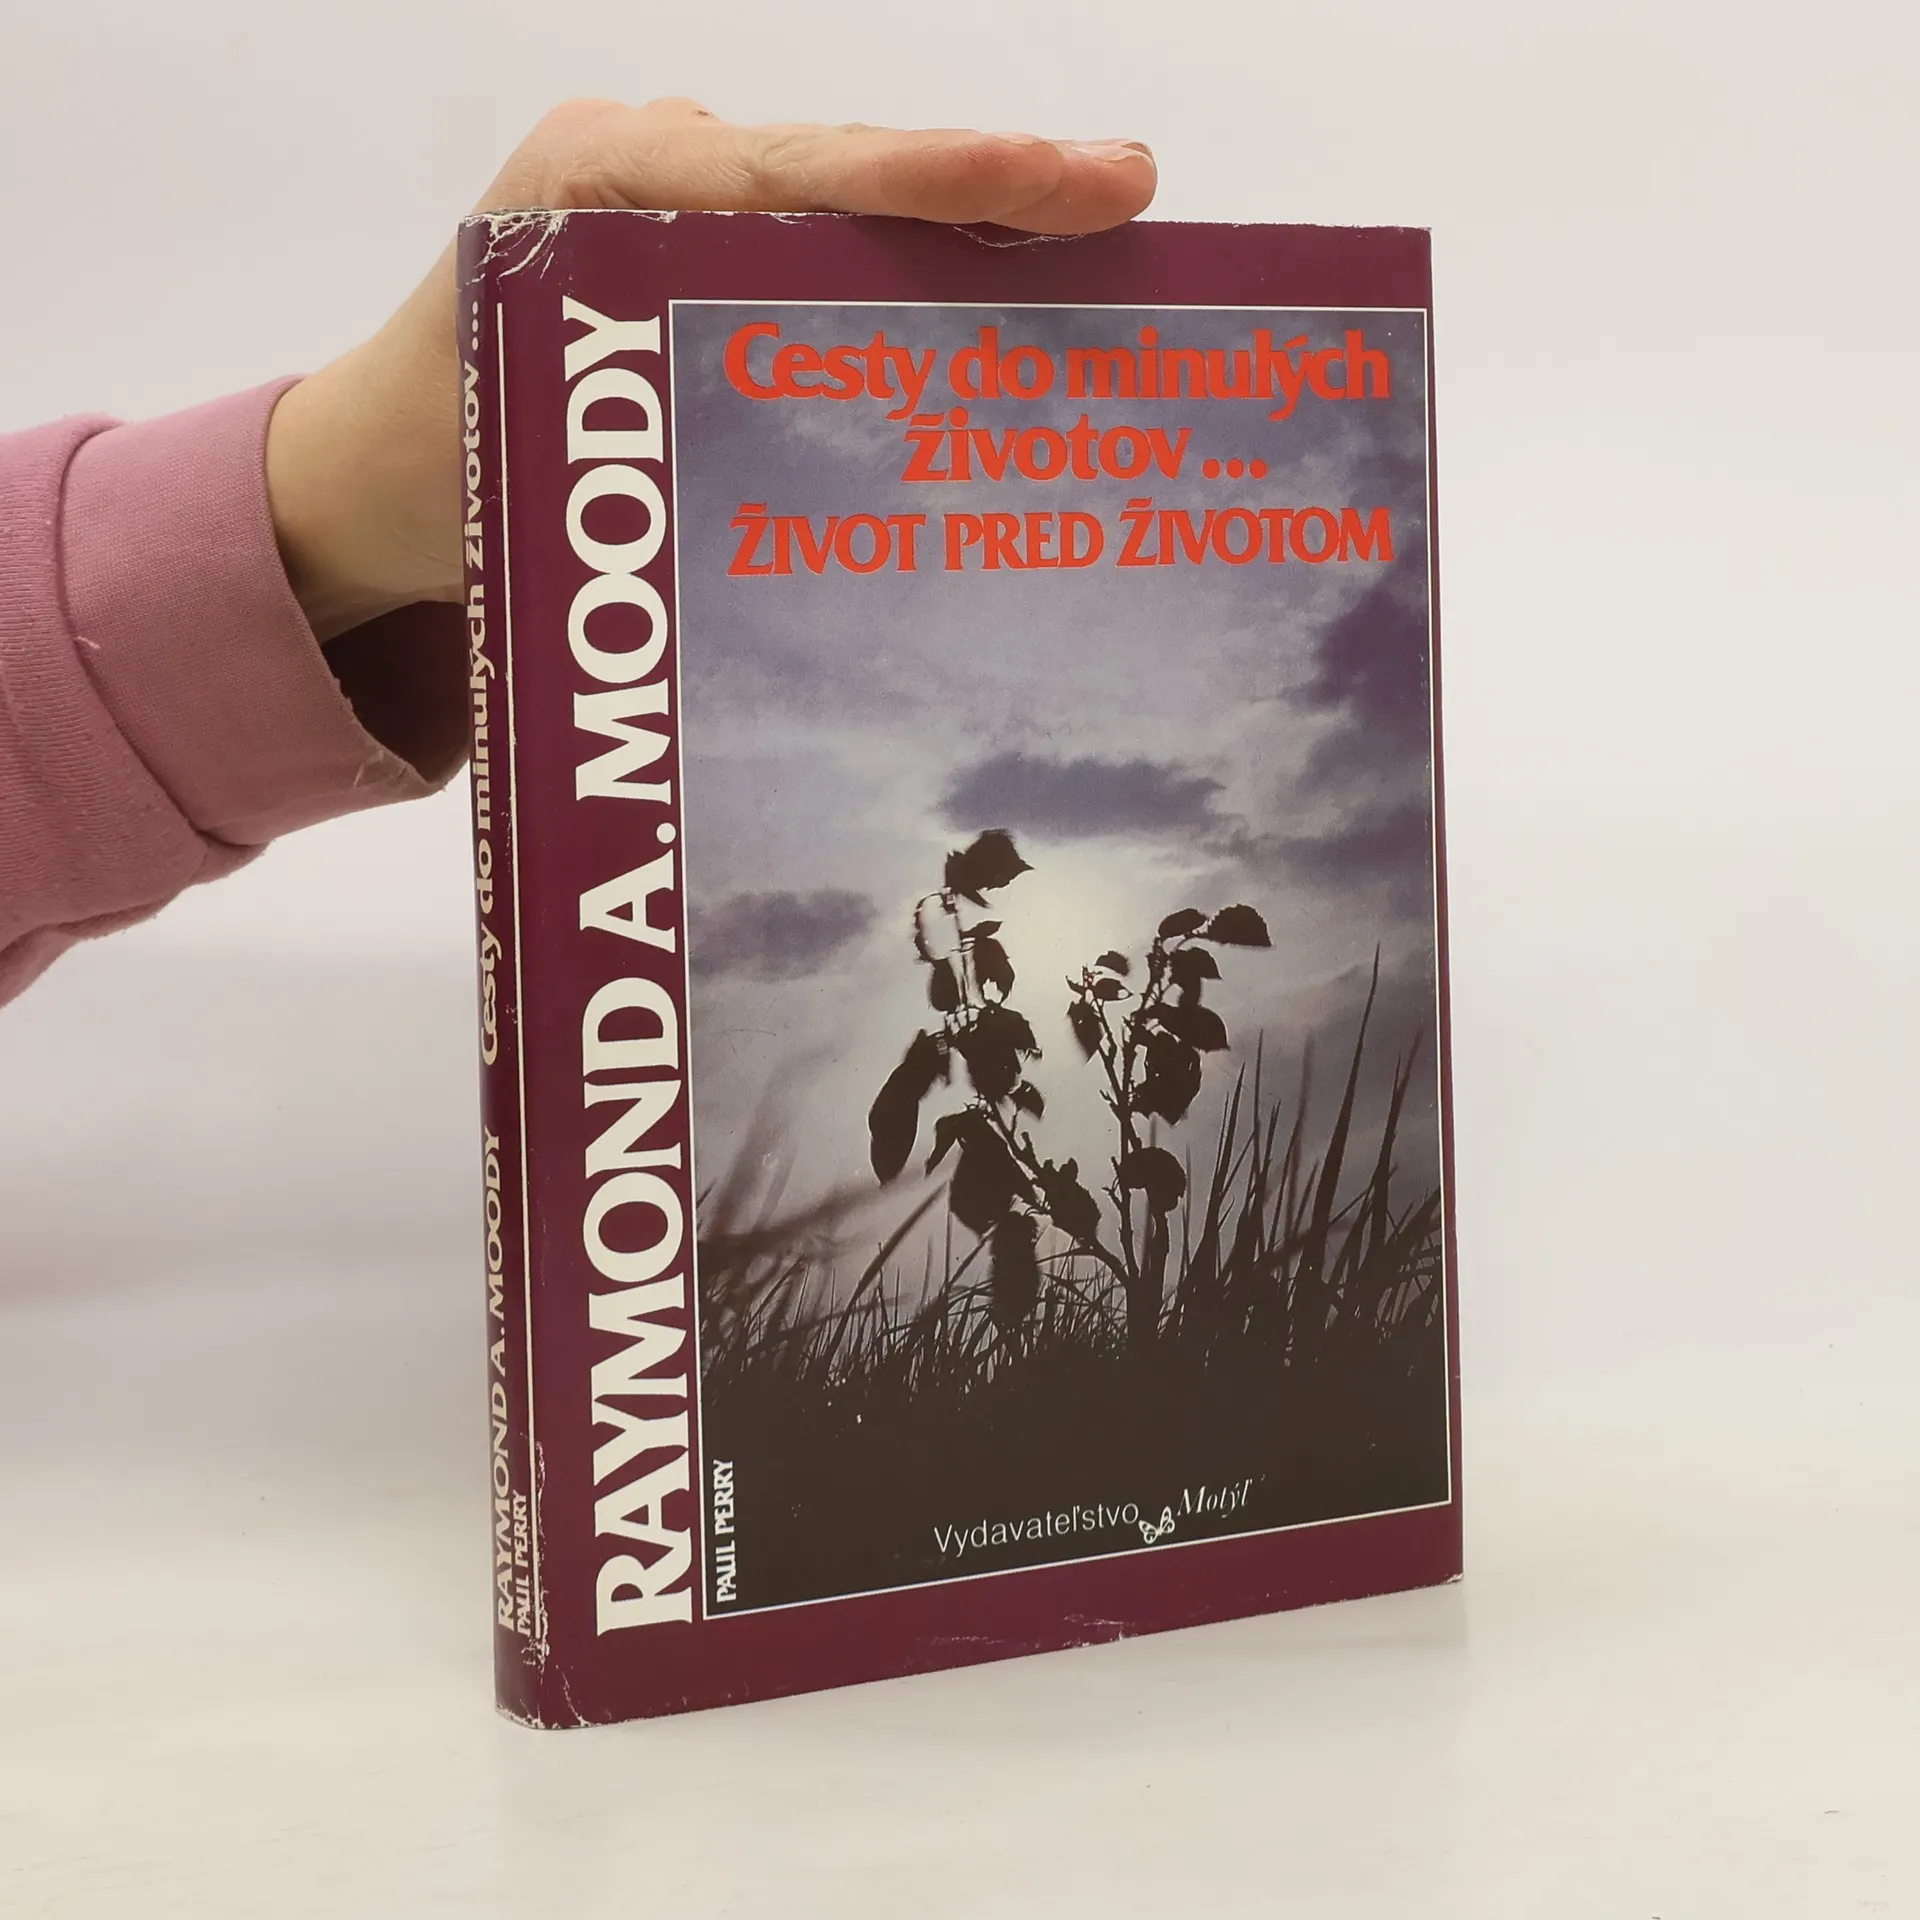 Cesty do minulých
životov...
ŽIVOT PRED ŽIVOTOM
RAYMOND A. MOODY
PAUL PERRY
Vydavateľstvo Motýľ
RAYMOND A. MOODY Cesty do minulých životov...
PAUL PERRY